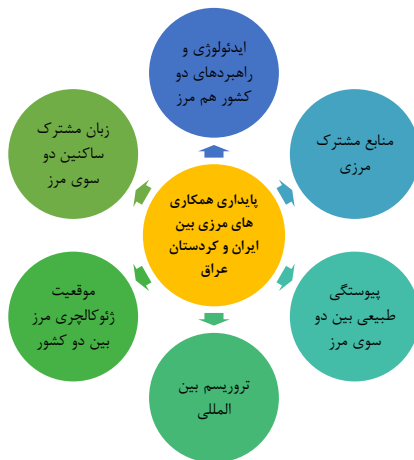 ایدئولوژی و
راهبردهای دو
کشور هم مرز
منابع مشترک
مرزی
پیوستگی
طبیعی بین دو
سوی مرز
تروریسم بین
المللی
موقعیت
ژئوکالچری مرز
بین دو کشور
زبان مشترک
ساکنین دو
سوی مرز
پایداری همکاری
های مرزی بین
ایران و کردستان
عراق